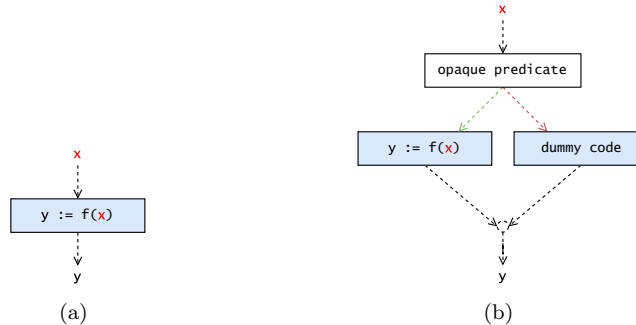 x
y := f(x)
y
(a)
x
opaque predicate
y := f(x)
dummy code
y
(b)